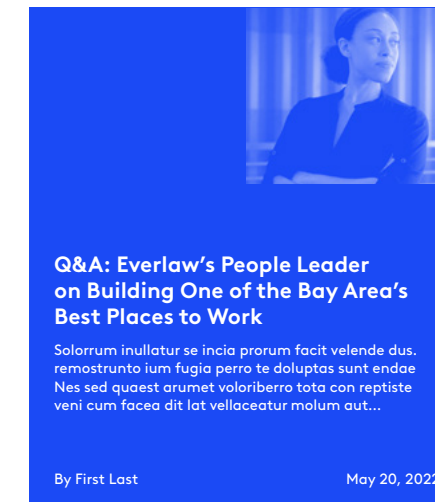 Q&A: Everlaw’s People Leader
on Building One of the Bay Area’s
Best Places to Work
Solorrum inullatur se incia prorum facit velende dus.
remostrunto ium fugia perro te doluptas sunt endae
Nes sed quaest arumet voloriberro tota con reptiste
veni cum facea dit lat vellaceatur molum aut...
By First Last
May 20, 2022